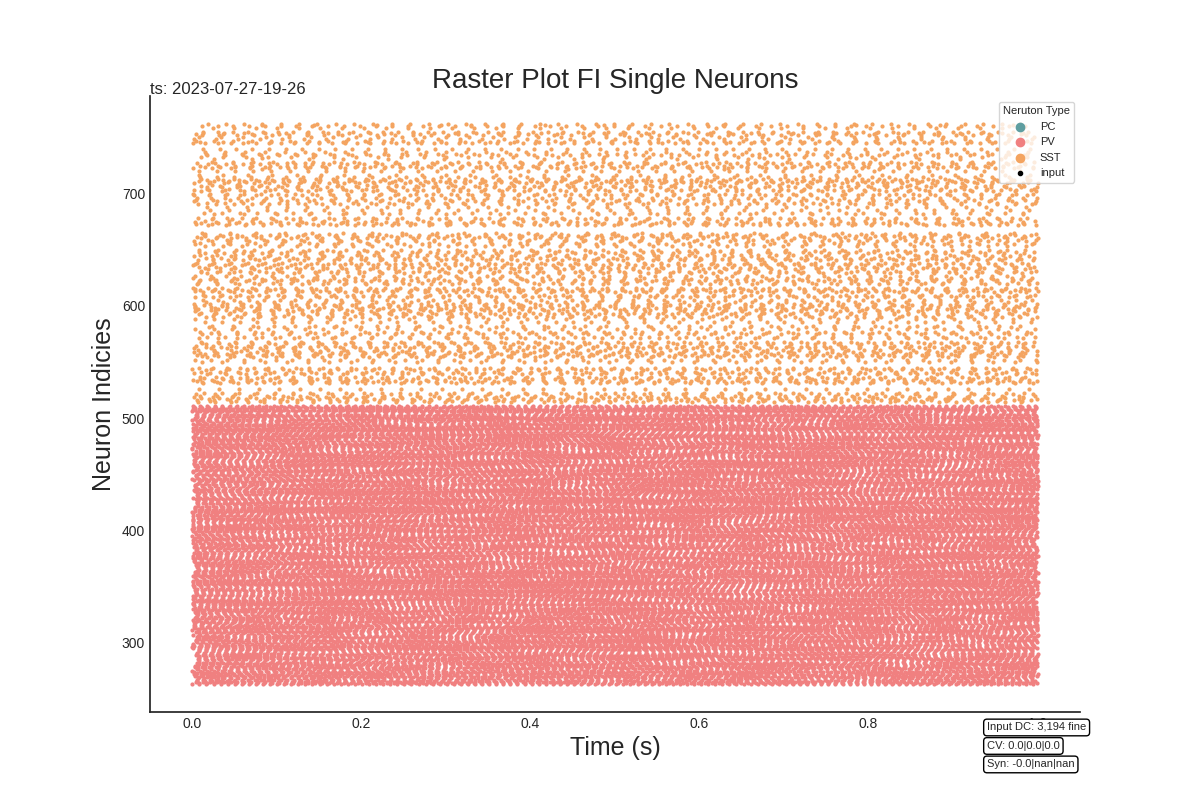 Raster Plot FI Single Neurons
ts: 2023-07-27-19-26
Neruton Type
PC
PV
SST
input
Neuron Indicies
700
600
500
400
300
0.0
0.2
0.4
0.6
0.8
Time (s)
Input DC: 3,194 fine
CV: 0.0|0.0|0.0
Syn: -0.0|nan|nan